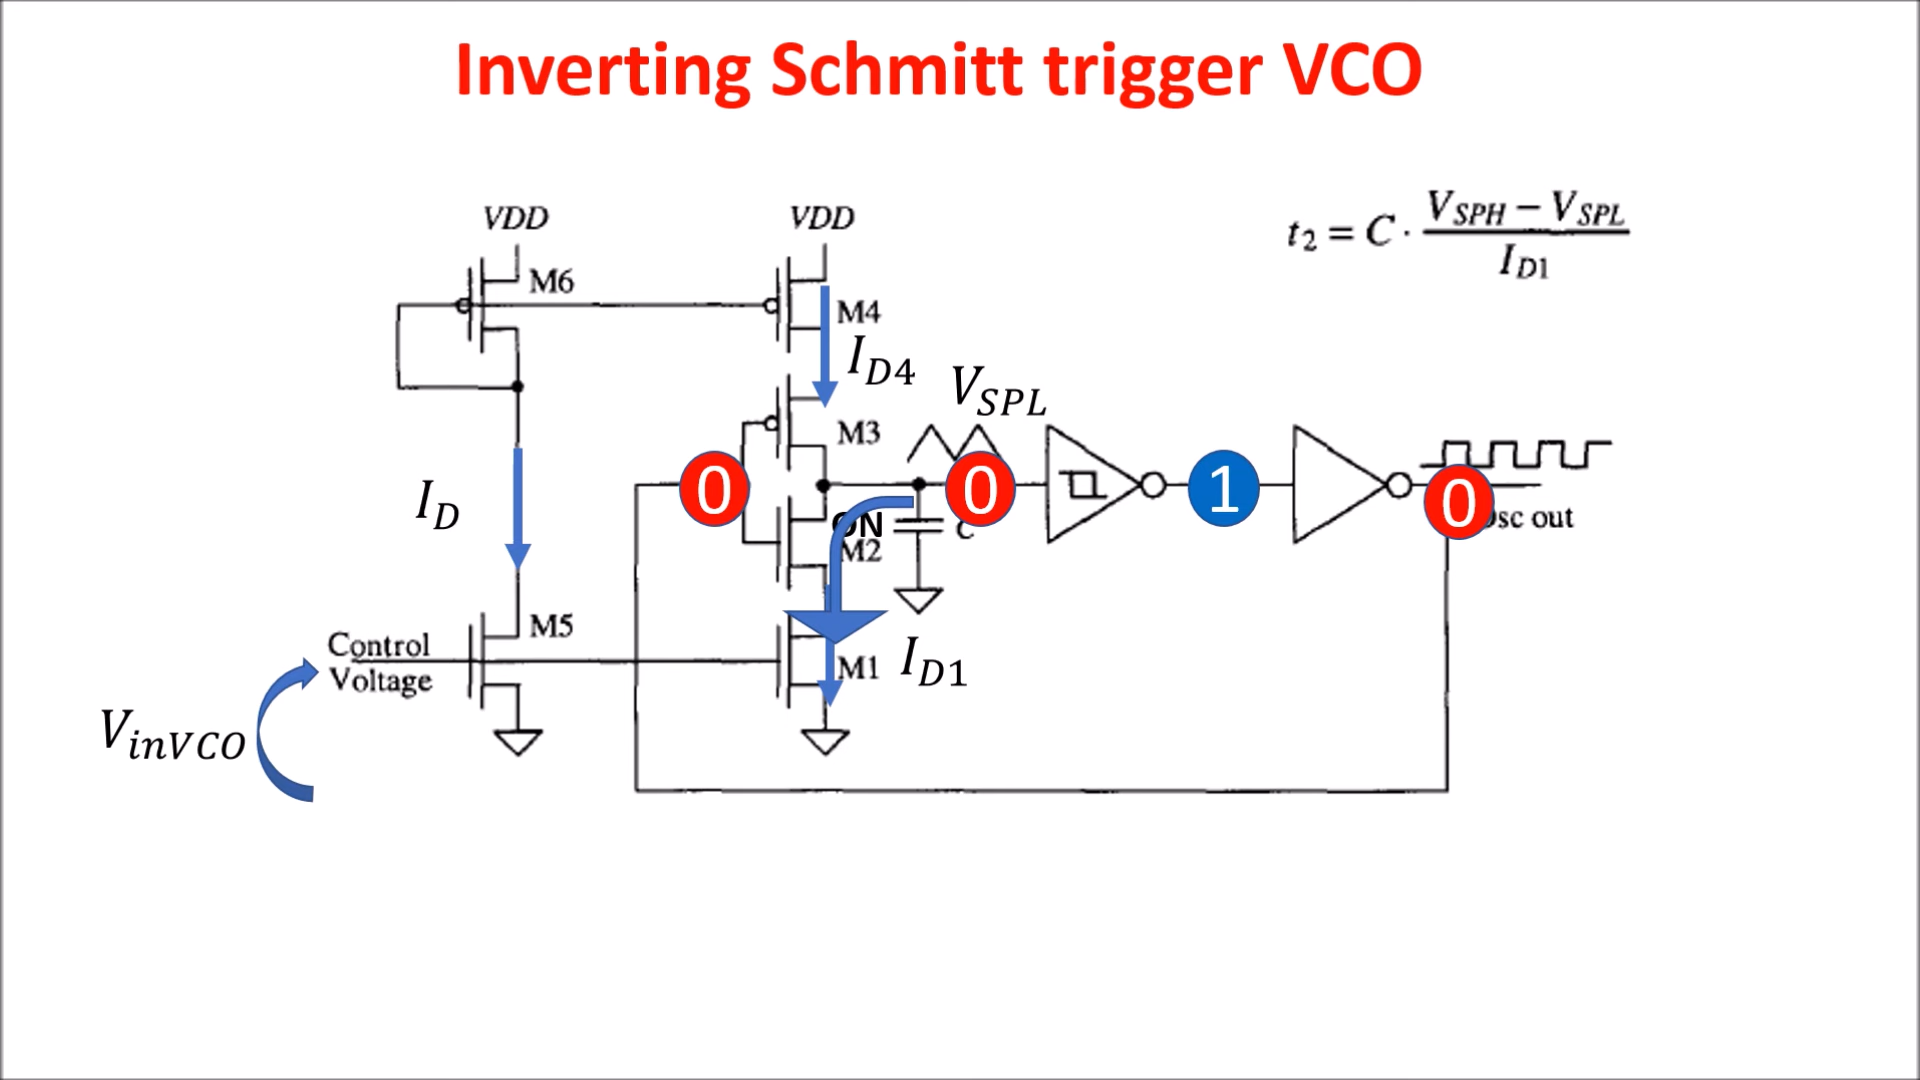 Inverting Schmitt trigger VCO
VDD
VDD
t₂ = C · (V_SPH − V_SPL) / I_D1
M6
M4
I_D4
V_SPL
M3
0
0
1
0
I_D
ON
C
Osc out
M2
M5
Control
Voltage
M1
I_D1
V_inVCO